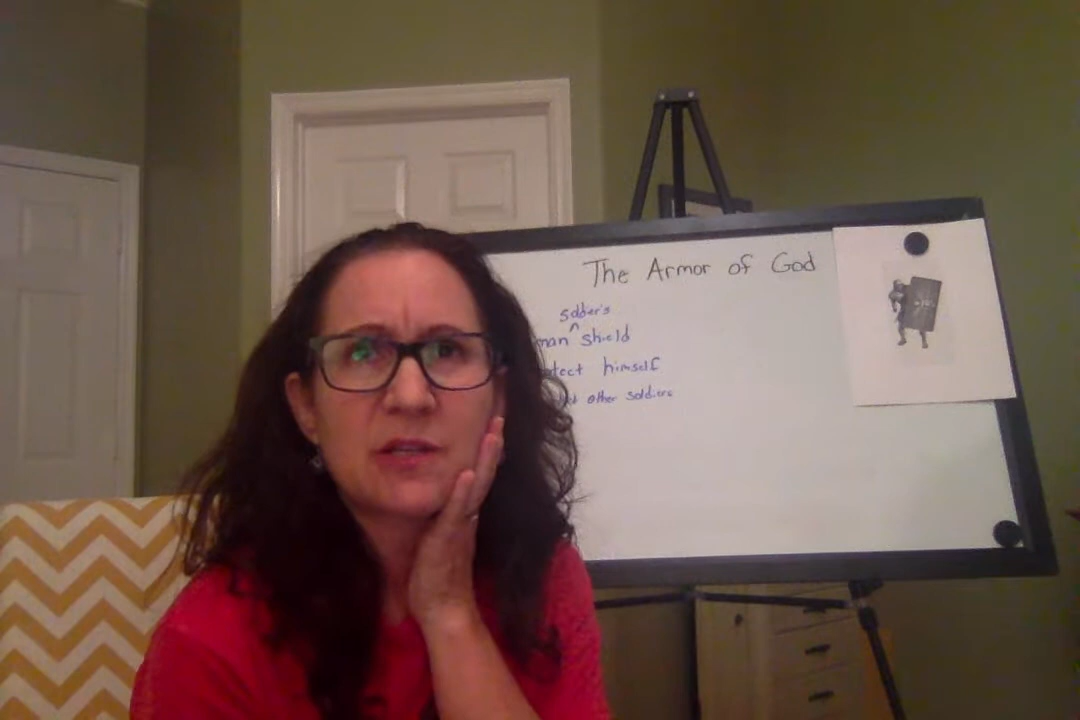 The Armor of God
soldier's
man ^ shield
tect himself
other soldiers